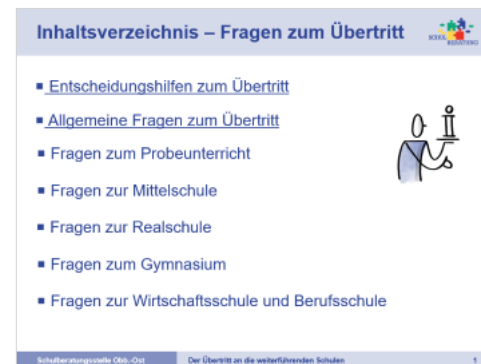 Inhaltsverzeichnis – Fragen zum Übertritt
SCHUL
BERATUNG
Entscheidungshilfen zum Übertritt
Allgemeine Fragen zum Übertritt
Fragen zum Probeunterricht
Fragen zur Mittelschule
Fragen zur Realschule
Fragen zum Gymnasium
Fragen zur Wirtschaftsschule und Berufsschule
Schulberatungsstelle Obb.-Ost
Der Übertritt an die weiterführenden Schulen
1